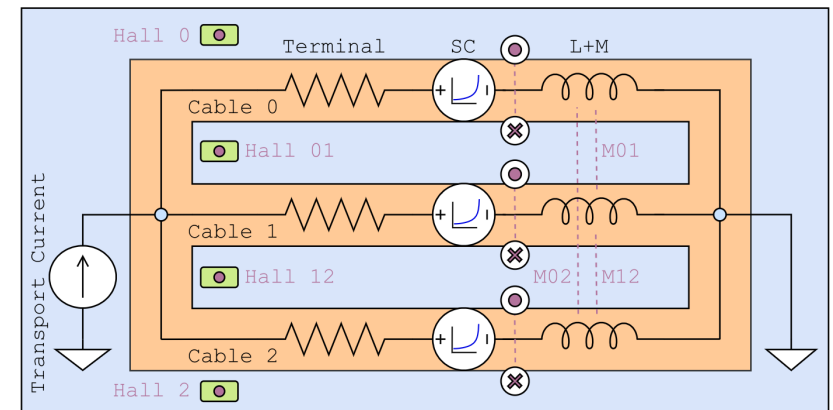 Hall 0
Terminal SC L+M
Cable 0
Hall 01 M01
Cable 1
Hall 12 M02 M12
Cable 2
Hall 2
Transport Current